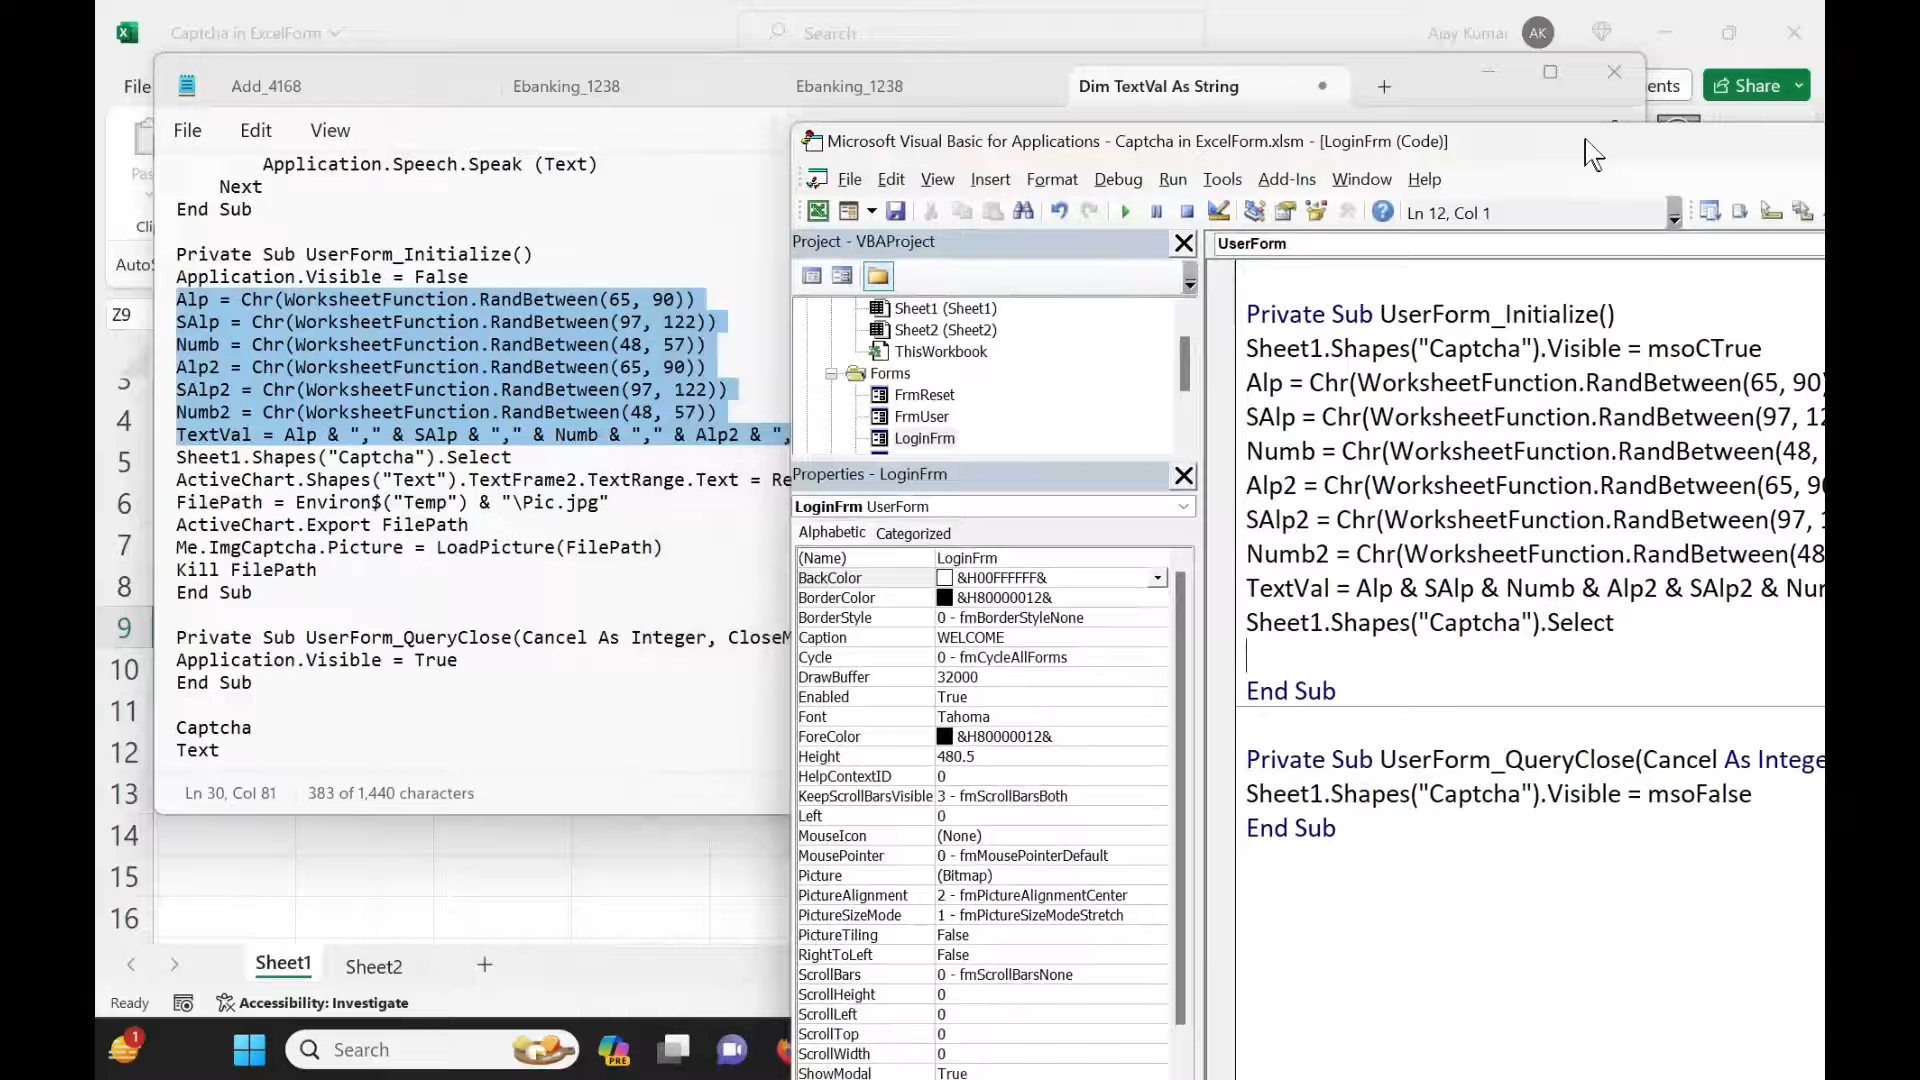 Captcha in ExcelForm
Search
Ajay Kumar
AK
File
Share
Add_4168
Ebanking_1238
Ebanking_1238
Dim TextVal As String
File
Edit
View
Application.Speech.Speak (Text)
Next
End Sub
Private Sub UserForm_Initialize()
Application.Visible = False
Alp = Chr(WorksheetFunction.RandBetween(65, 90))
SAlp = Chr(WorksheetFunction.RandBetween(97, 122))
Numb = Chr(WorksheetFunction.RandBetween(48, 57))
Alp2 = Chr(WorksheetFunction.RandBetween(65, 90))
SAlp2 = Chr(WorksheetFunction.RandBetween(97, 122))
Numb2 = Chr(WorksheetFunction.RandBetween(48, 57))
TextVal = Alp & "," & SAlp & "," & Numb & "," & Alp2 & ",
Sheet1.Shapes("Captcha").Select
ActiveChart.Shapes("Text").TextFrame2.TextRange.Text = Re
FilePath = Environ$("Temp") & "\Pic.jpg"
ActiveChart.Export FilePath
Me.ImgCaptcha.Picture = LoadPicture(FilePath)
Kill FilePath
End Sub
Private Sub UserForm_QueryClose(Cancel As Integer, CloseM
Application.Visible = True
End Sub
Captcha
Text
Ln 30, Col 81
383 of 1,440 characters
Pas
Cli
AutoS
Z9
3
4
5
6
7
8
9
10
11
12
13
14
15
16
Microsoft Visual Basic for Applications - Captcha in ExcelForm.xlsm - [LoginFrm (Code)]
File Edit View Insert Format Debug Run Tools Add-Ins Window Help
Ln 12, Col 1
Project - VBAProject
Sheet1 (Sheet1)
Sheet2 (Sheet2)
ThisWorkbook
Forms
FrmReset
FrmUser
LoginFrm
Properties - LoginFrm
LoginFrm UserForm
Alphabetic Categorized
(Name) LoginFrm
BackColor &H00FFFFFF&
BorderColor &H80000012&
BorderStyle 0 - fmBorderStyleNone
Caption WELCOME
Cycle 0 - fmCycleAllForms
DrawBuffer 32000
Enabled True
Font Tahoma
ForeColor &H80000012&
Height 480.5
HelpContextID 0
KeepScrollBarsVisible 3 - fmScrollBarsBoth
Left 0
MouseIcon (None)
MousePointer 0 - fmMousePointerDefault
Picture (Bitmap)
PictureAlignment 2 - fmPictureAlignmentCenter
PictureSizeMode 1 - fmPictureSizeModeStretch
PictureTiling False
RightToLeft False
ScrollBars 0 - fmScrollBarsNone
ScrollHeight 0
ScrollLeft 0
ScrollTop 0
ScrollWidth 0
ShowModal True
UserForm
Private Sub UserForm_Initialize()
Sheet1.Shapes("Captcha").Visible = msoCTrue
Alp = Chr(WorksheetFunction.RandBetween(65, 90)
SAlp = Chr(WorksheetFunction.RandBetween(97, 12
Numb = Chr(WorksheetFunction.RandBetween(48,
Alp2 = Chr(WorksheetFunction.RandBetween(65, 90
SAlp2 = Chr(WorksheetFunction.RandBetween(97, 1
Numb2 = Chr(WorksheetFunction.RandBetween(48
TextVal = Alp & SAlp & Numb & Alp2 & SAlp2 & Num
Sheet1.Shapes("Captcha").Select
End Sub
Private Sub UserForm_QueryClose(Cancel As Intege
Sheet1.Shapes("Captcha").Visible = msoFalse
End Sub
Sheet1
Sheet2
Ready
Accessibility: Investigate
1
Search
PRE